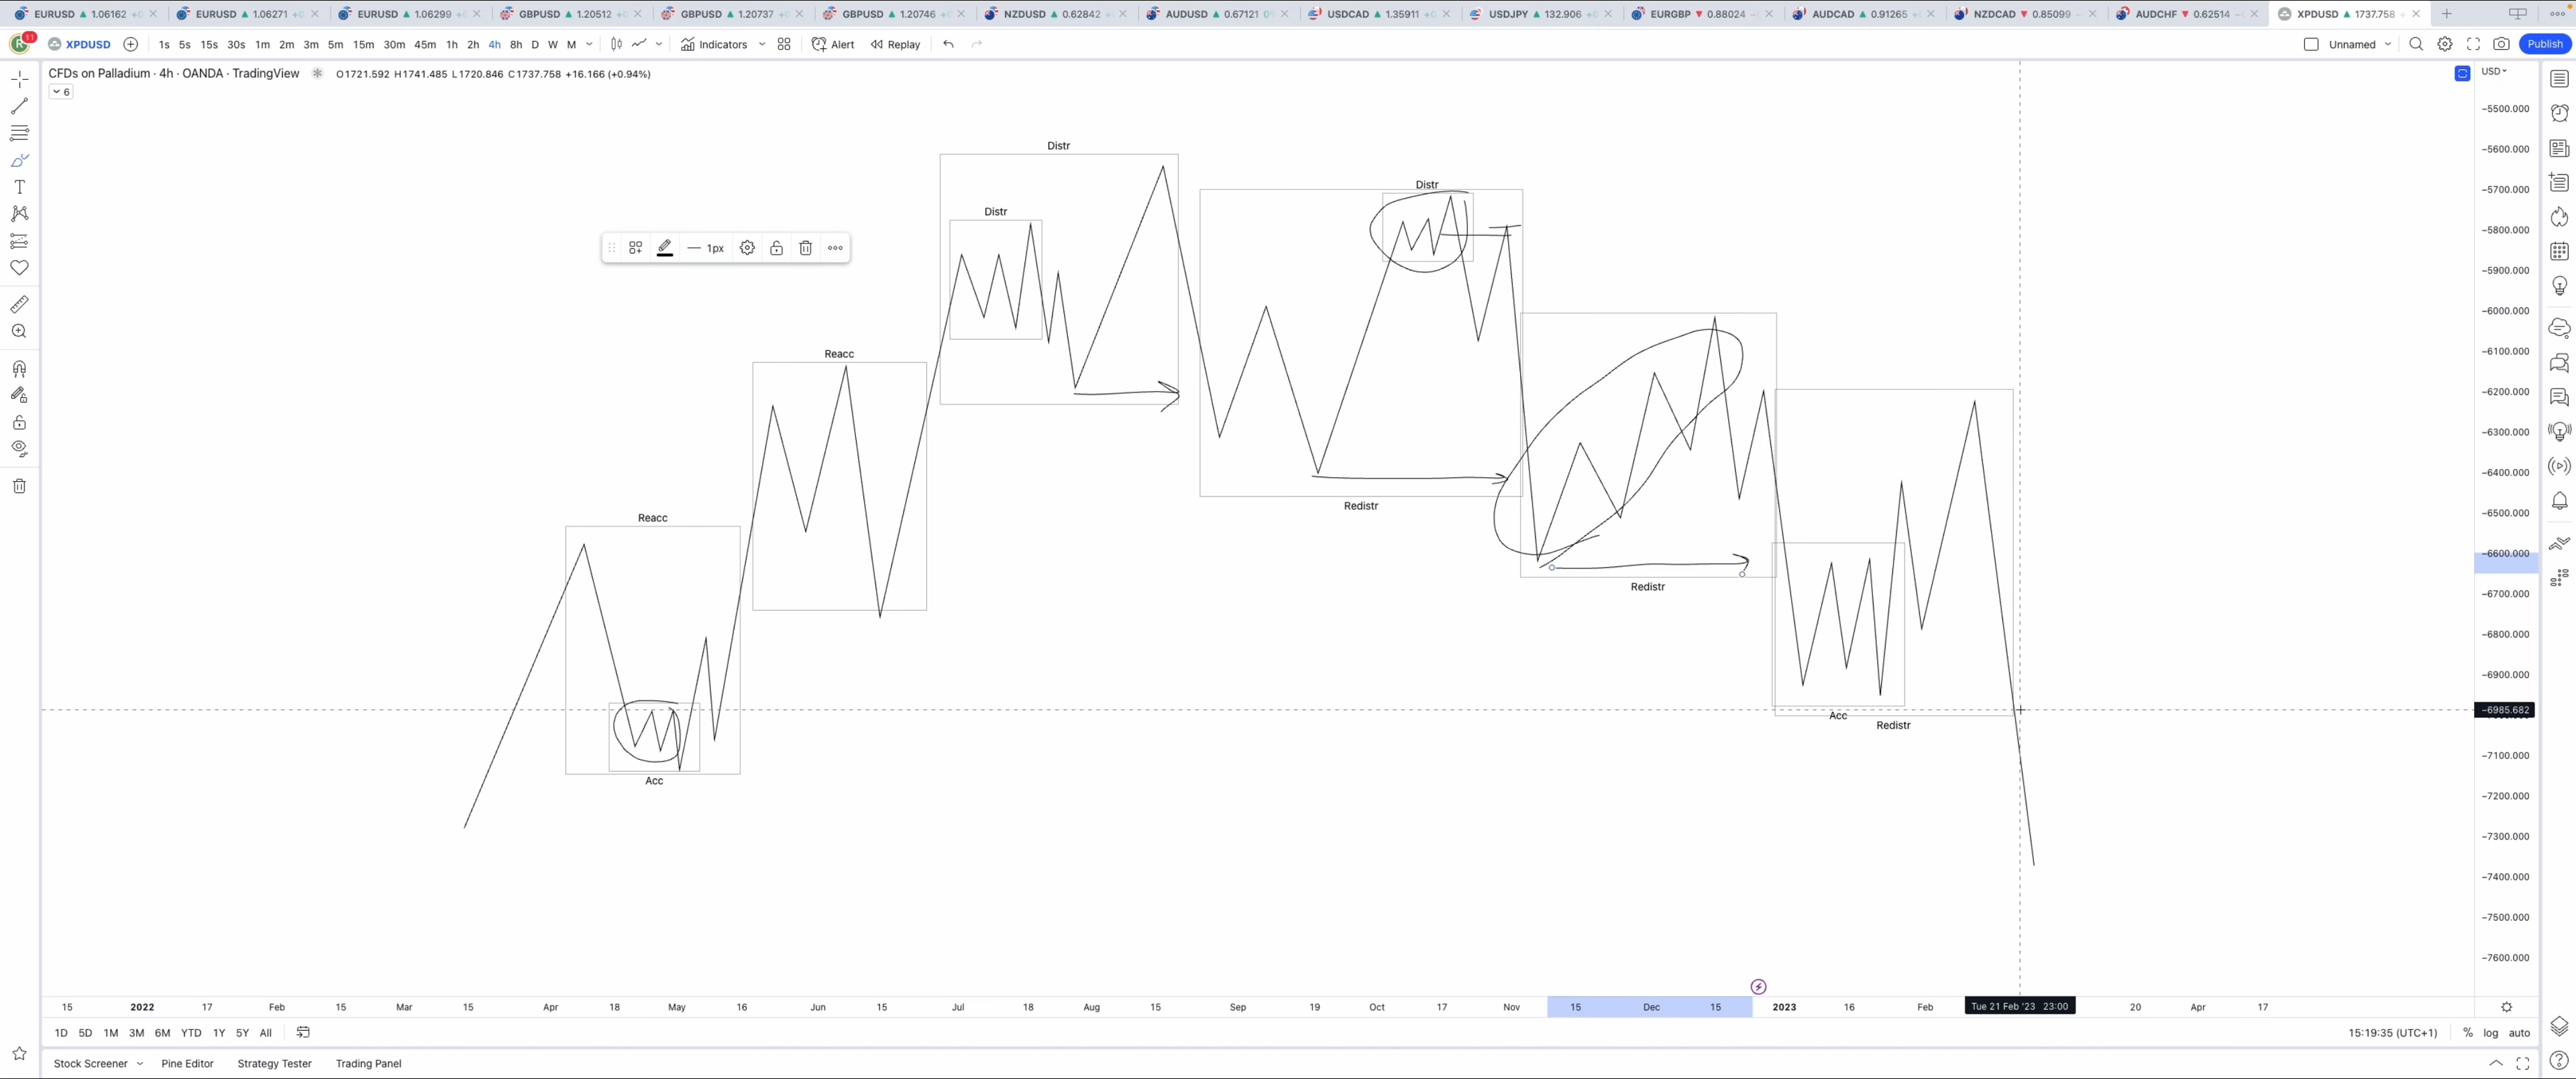 EURUSD ▲ 1.06162 EURUSD ▲ 1.06271 EURUSD ▲ 1.06299 GBPUSD ▲ 1.20512 GBPUSD ▲ 1.20737 GBPUSD ▲ 1.20746 NZDUSD ▲ 0.62842 AUDUSD ▲ 0.67121 USDCAD ▲ 1.35911 USDJPY ▲ 132.906 EURGBP ▼ 0.88024 AUDCAD ▲ 0.91265 NZDCAD ▼ 0.85099 AUDCHF ▼ 0.62514 XPDUSD ▲ 1737.758
R 11 XPDUSD 1s 5s 15s 30s 1m 2m 3m 5m 15m 30m 45m 1h 2h 4h 8h D W M Indicators Alert Replay Unnamed Publish
CFDs on Palladium · 4h · OANDA · TradingView O1721.592 H1741.485 L1720.846 C1737.758 +16.166 (+0.94%)
USD
6
−5500.000
Distr
−5600.000
Distr
−5700.000
Distr
−5800.000
1px
−5900.000
−6000.000
Reacc
−6100.000
−6200.000
−6300.000
−6400.000
Redistr
−6500.000
Reacc
−6600.000
Redistr
−6700.000
−6800.000
−6900.000
−6985.682
Acc
Redistr
−7100.000
Acc
−7200.000
−7300.000
−7400.000
−7500.000
−7600.000
15 2022 17 Feb 15 Mar 15 Apr 18 May 16 Jun 15 Jul 18 Aug 15 Sep 19 Oct 17 Nov 15 Dec 15 2023 16 Feb Tue 21 Feb '23 23:00 20 Apr 17
1D 5D 1M 3M 6M YTD 1Y 5Y All 15:19:35 (UTC+1) % log auto
Stock Screener Pine Editor Strategy Tester Trading Panel